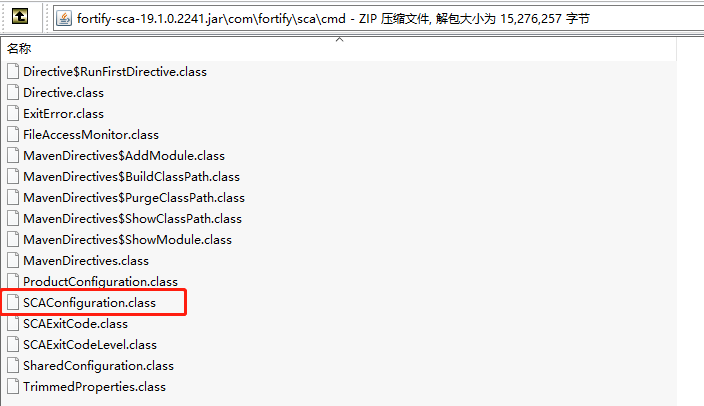 fortify-sca-19.1.0.2241.jar\com\fortify\sca\cmd - ZIP 压缩文件, 解包大小为 15,276,257 字节
名称
Directive$RunFirstDirective.class
Directive.class
ExitError.class
FileAccessMonitor.class
MavenDirectives$AddModule.class
MavenDirectives$BuildClassPath.class
MavenDirectives$PurgeClassPath.class
MavenDirectives$ShowClassPath.class
MavenDirectives$ShowModule.class
MavenDirectives.class
ProductConfiguration.class
SCAConfiguration.class
SCAExitCode.class
SCAExitCodeLevel.class
SharedConfiguration.class
TrimmedProperties.class